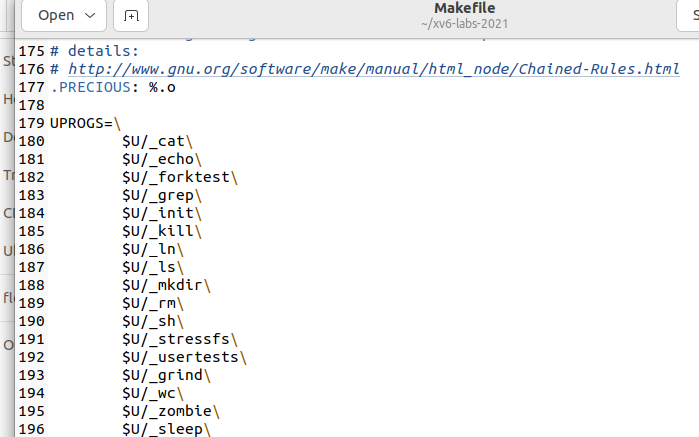 Open
Makefile
~/xv6-labs-2021
175 # details:
176 # http://www.gnu.org/software/make/manual/html_node/Chained-Rules.html
177 .PRECIOUS: %.o
178
179 UPROGS=\
180 $U/_cat\
181 $U/_echo\
182 $U/_forktest\
183 $U/_grep\
184 $U/_init\
185 $U/_kill\
186 $U/_ln\
187 $U/_ls\
188 $U/_mkdir\
189 $U/_rm\
190 $U/_sh\
191 $U/_stressfs\
192 $U/_usertests\
193 $U/_grind\
194 $U/_wc\
195 $U/_zombie\
196 $U/_sleep\